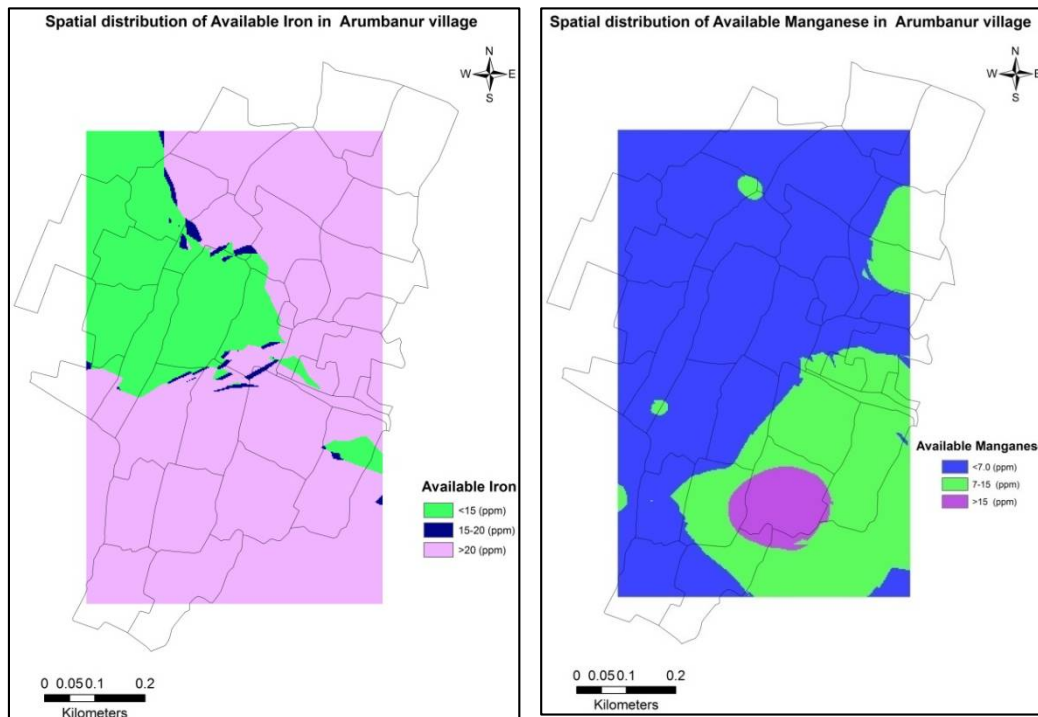 Spatial distribution of Available Iron in Arumbanur village
N
W E
S
Available Iron
<15 (ppm)
15-20 (ppm)
>20 (ppm)
0 0.05 0.1 0.2
Kilometers
Spatial distribution of Available Manganese in Arumbanur village
N
W E
S
Available Manganese
<7.0 (ppm)
7-15 (ppm)
>15 (ppm)
0 0.05 0.1 0.2
Kilometers